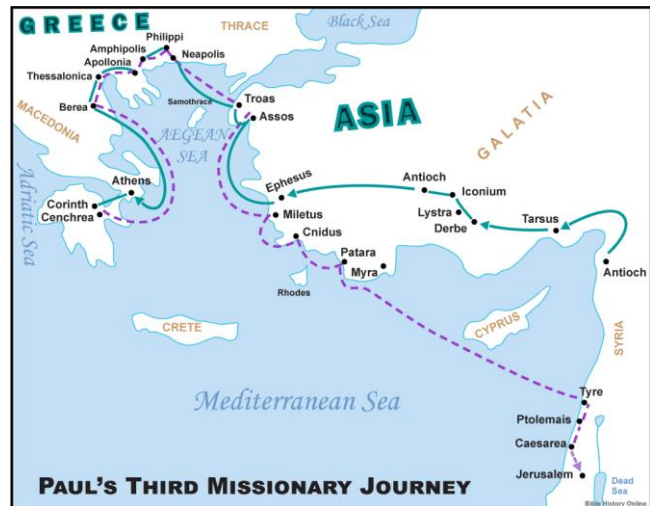 GREECE
THRACE
Black Sea
Philippi
Amphipolis
Neapolis
Apollonia
Thessalonica
Samothrace
Troas
Assos
ASIA
GALATIA
Berea
MACEDONIA
AEGEAN
SEA
Adriatic Sea
Athens
Corinth
Cenchrea
Ephesus
Miletus
Cnidus
Antioch
Iconium
Lystra
Derbe
Tarsus
Antioch
Patara
Myra
Rhodes
CRETE
CYPRUS
SYRIA
Mediterranean Sea
Tyre
Ptolemais
Caesarea
Jerusalem
Dead
Sea
PAUL'S THIRD MISSIONARY JOURNEY
Bible History Online